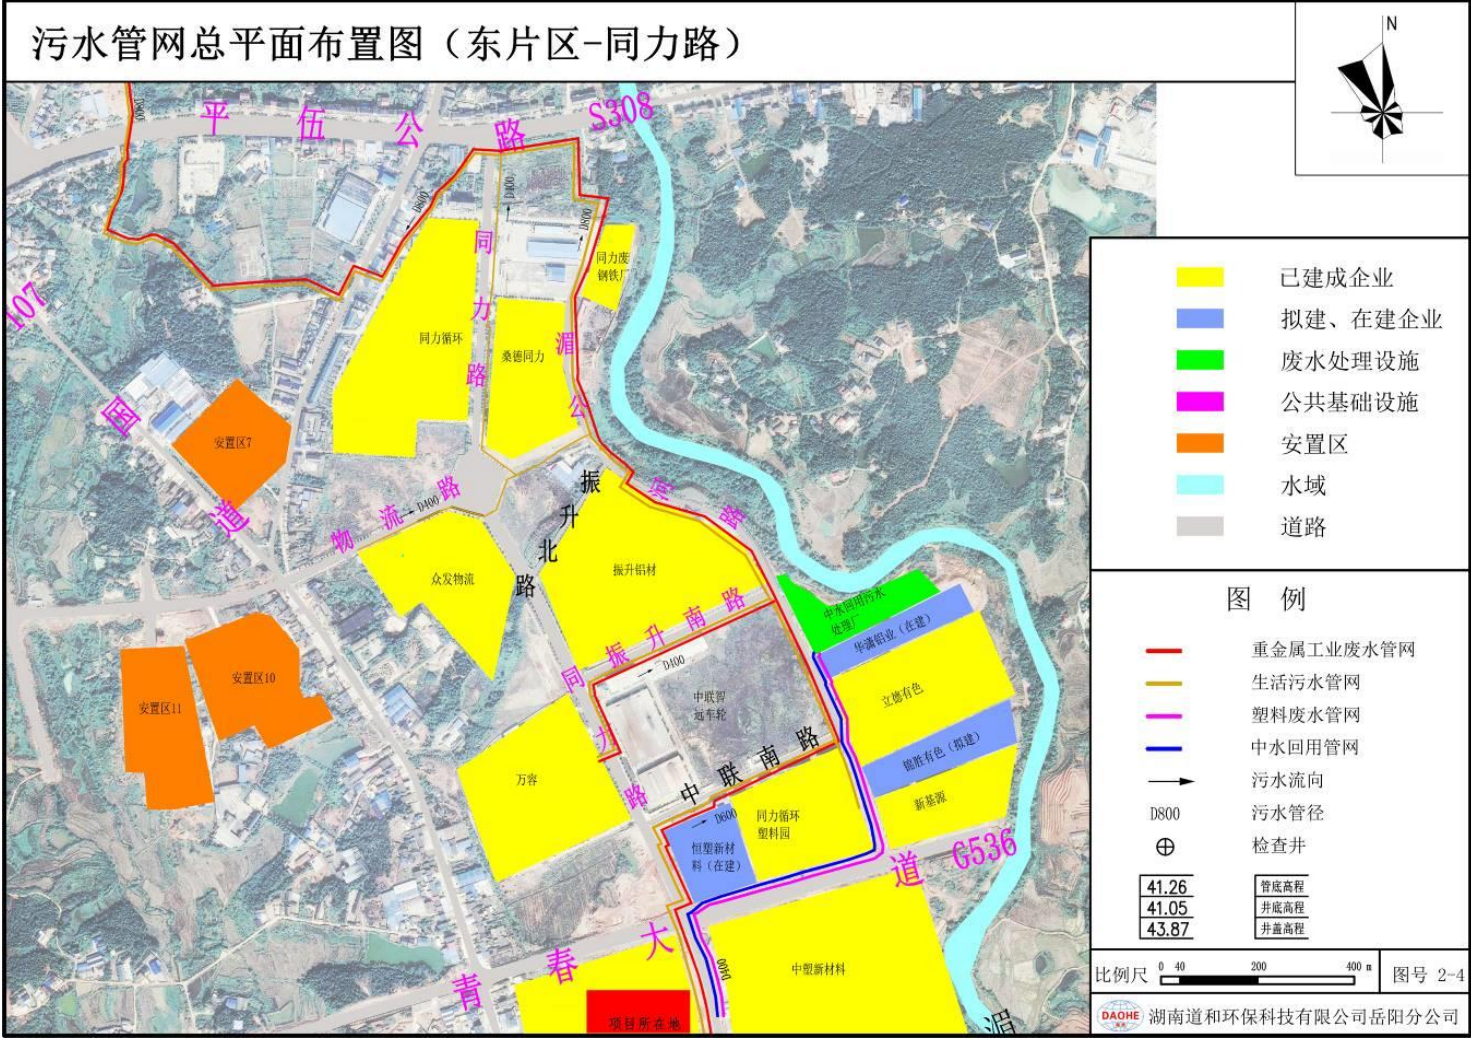 污水管网总平面布置图（东片区-同力路）
N
平伍公路 S308
D800
D600
D400
D800
同力路
同力废
钢铁厂
107
国道
同力循环
桑德同力
湄公
宾路
安置区7
物流路
D400
振升北路
众发物流
振升铝材
振升南路
D400
中水回用污水
处理厂
华潇铝业（在建）
安置区10
安置区11
同力路
中联智
远车轮
立德有色
锦胜有色（拟建）
中联南路
万容
新基源
D600
同力循环
塑料园
恒塑新材
料（在建）
青春大道 G536
D400
中塑新材料
项目所在地
湄
已建成企业
拟建、在建企业
废水处理设施
公共基础设施
安置区
水域
道路
图 例
重金属工业废水管网
生活污水管网
塑料废水管网
中水回用管网
污水流向
D800 污水管径
检查井
41.26 管底高程
41.05 井底高程
43.87 井盖高程
比例尺 0 40 200 400 m
图号 2-4
DAOHE 湖南道和环保科技有限公司岳阳分公司